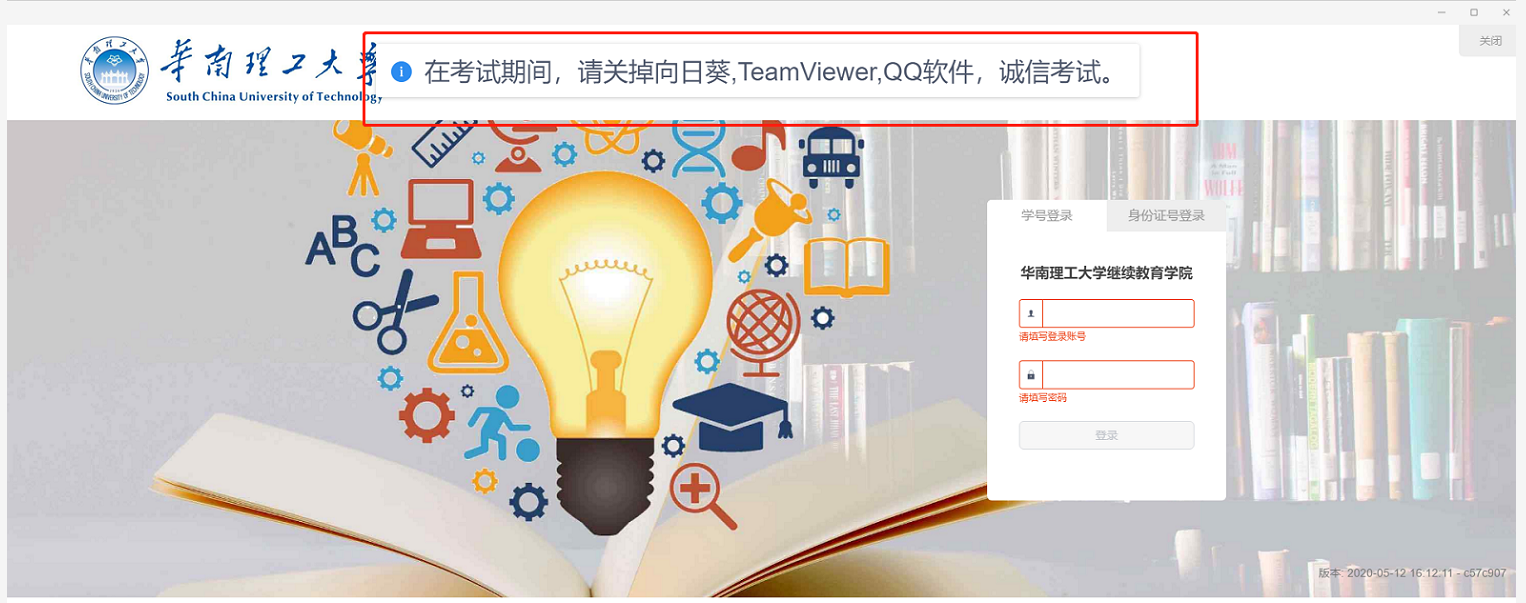 关闭
華南理工大學
South China University of Technology
在考试期间，请关掉向日葵,TeamViewer,QQ软件，诚信考试。
ABC
WOLFE
学号登录
身份证号登录
华南理工大学继续教育学院
请填写登录账号
请填写密码
登录
版本: 2020-05-12 16.12.11 - c57c907